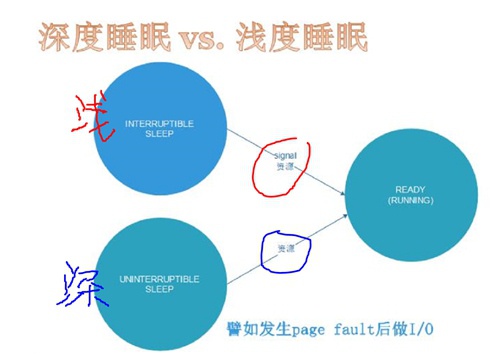 深度睡眠 vs. 浅度睡眠
浅
INTERRUPTIBLE
SLEEP
signal
资源
READY
(RUNNING)
深
UNINTERRUPTIBLE
SLEEP
资源
譬如发生page fault后做I/O